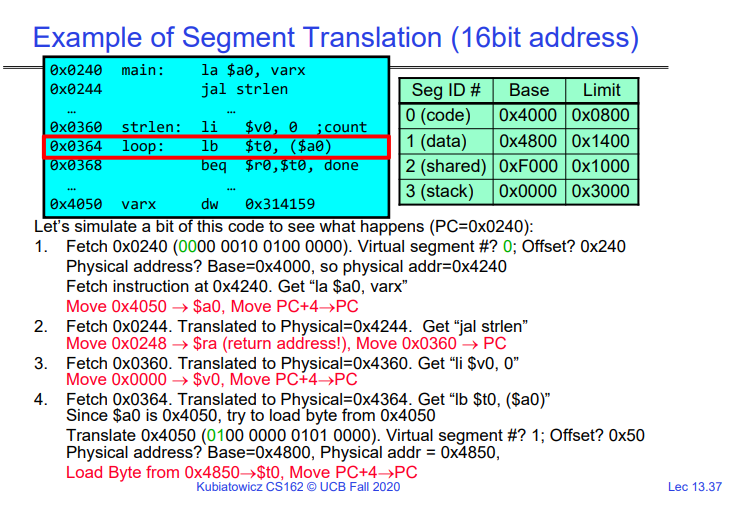 Example of Segment Translation (16bit address)
0x0240 main: la $a0, varx
0x0244 jal strlen
… …
0x0360 strlen: li $v0, 0 ;count
0x0364 loop: lb $t0, ($a0)
0x0368 beq $r0,$t0, done
… …
0x4050 varx dw 0x314159
Seg ID # Base Limit
0 (code) 0x4000 0x0800
1 (data) 0x4800 0x1400
2 (shared) 0xF000 0x1000
3 (stack) 0x0000 0x3000
Let's simulate a bit of this code to see what happens (PC=0x0240):
1. Fetch 0x0240 (0000 0010 0100 0000). Virtual segment #? 0; Offset? 0x240
Physical address? Base=0x4000, so physical addr=0x4240
Fetch instruction at 0x4240. Get “la $a0, varx”
Move 0x4050 → $a0, Move PC+4→PC
2. Fetch 0x0244. Translated to Physical=0x4244. Get “jal strlen”
Move 0x0248 → $ra (return address!), Move 0x0360 → PC
3. Fetch 0x0360. Translated to Physical=0x4360. Get “li $v0, 0”
Move 0x0000 → $v0, Move PC+4→PC
4. Fetch 0x0364. Translated to Physical=0x4364. Get “lb $t0, ($a0)”
Since $a0 is 0x4050, try to load byte from 0x4050
Translate 0x4050 (0100 0000 0101 0000). Virtual segment #? 1; Offset? 0x50
Physical address? Base=0x4800, Physical addr = 0x4850,
Load Byte from 0x4850→$t0, Move PC+4→PC
Kubiatowicz CS162 © UCB Fall 2020
Lec 13.37